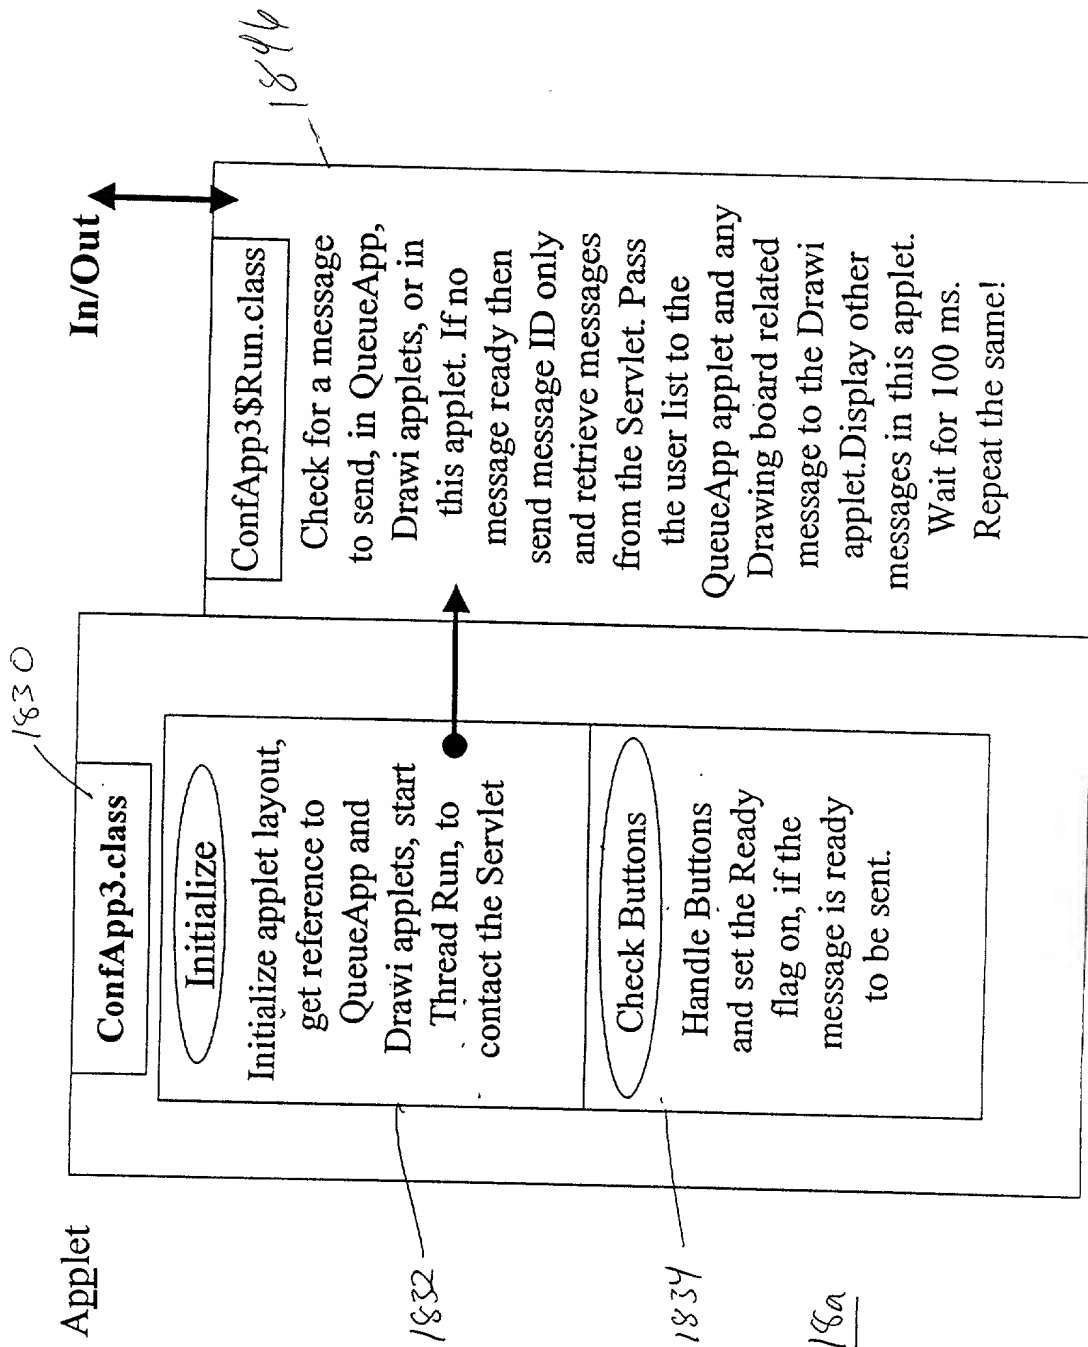 Applet
1830
ConfApp3.class
Initialize
Initialize applet layout,
get reference to
QueueApp and
Drawi applets, start
Thread Run, to
contact the Servlet
1832
Check Buttons
Handle Buttons
and set the Ready
flag on, if the
message is ready
to be sent.
1834
In/Out
1846
ConfApp3$Run.class
Check for a message
to send, in QueueApp,
Drawi applets, or in
this applet. If no
message ready then
send message ID only
and retrieve messages
from the Servlet. Pass
the user list to the
QueueApp applet and any
Drawing board related
message to the Drawi
applet.Display other
messages in this applet.
Wait for 100 ms.
Repeat the same!
18a